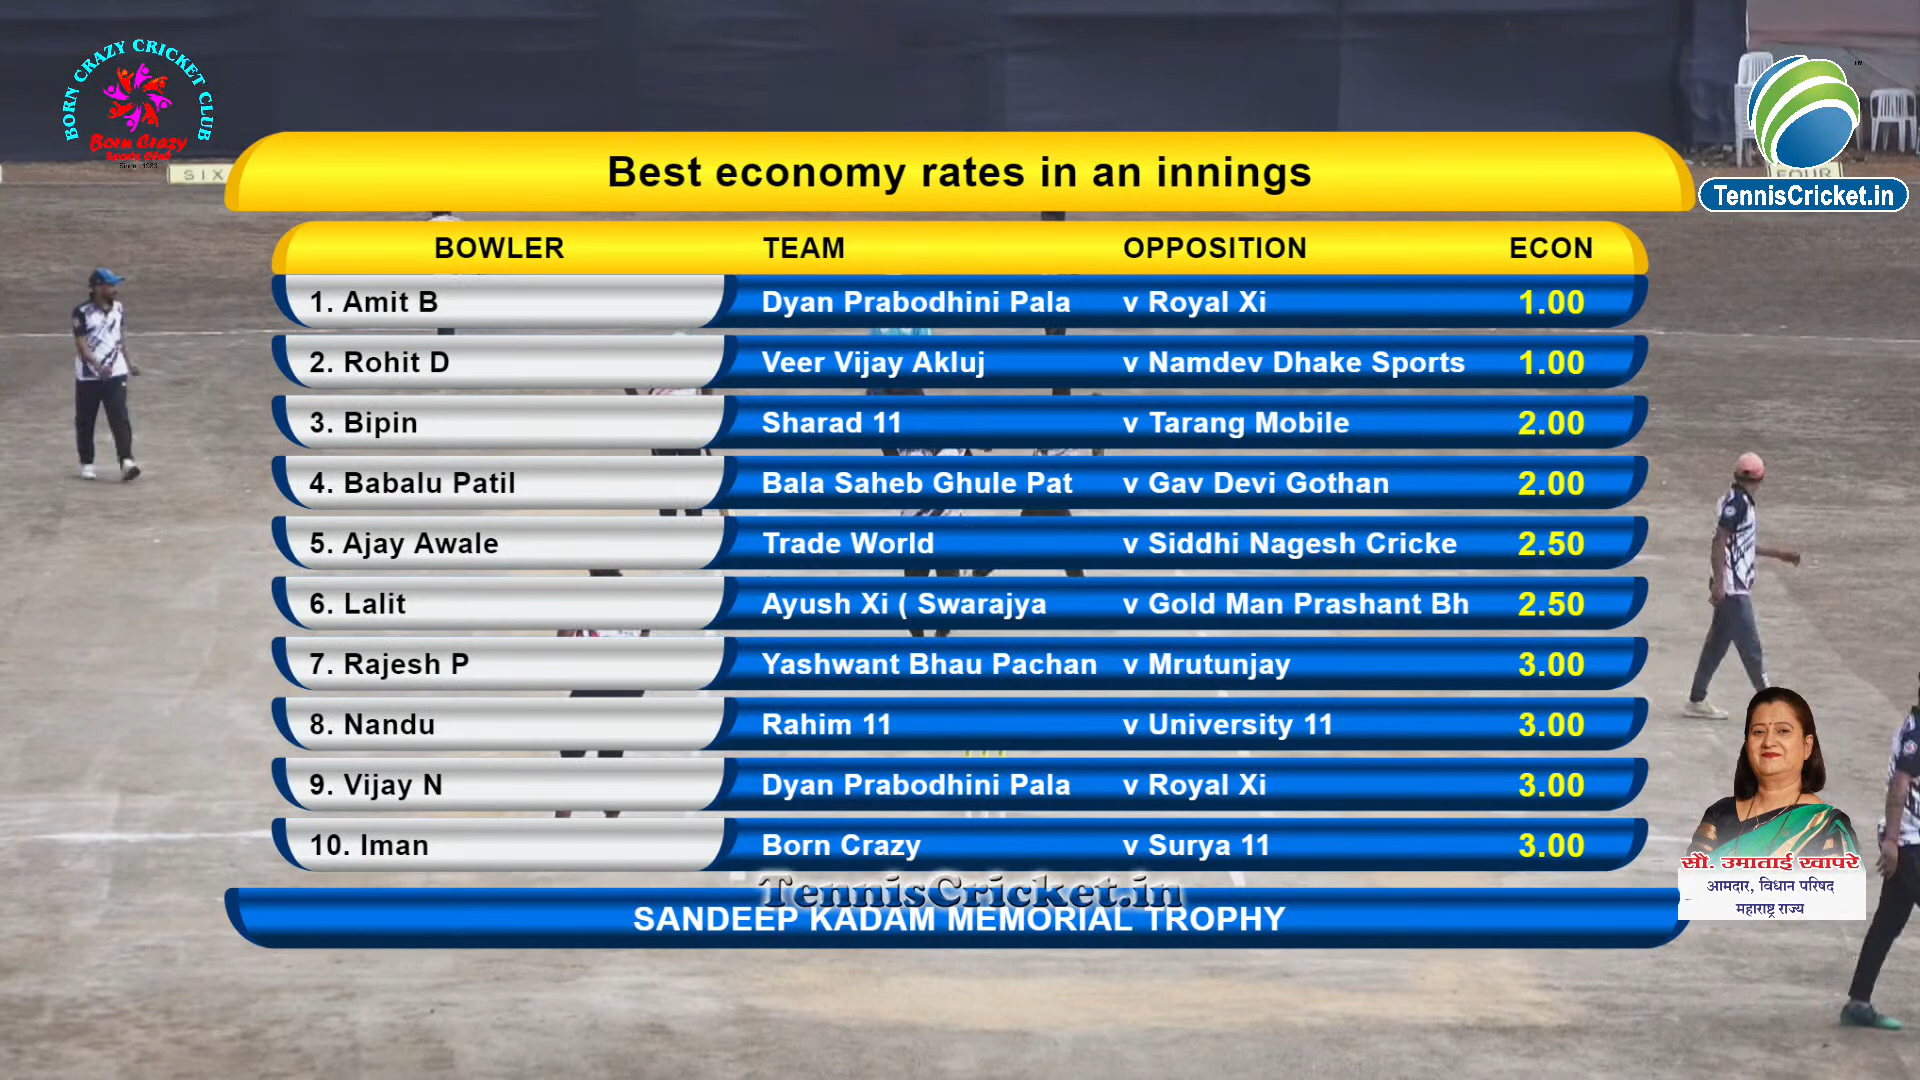 BORN CRAZY CRICKET CLUB
Born Crazy
Since 1983
SIX
FOUR
TennisCricket.in
Best economy rates in an innings
BOWLER TEAM OPPOSITION ECON
1. Amit B Dyan Prabodhini Pala v Royal Xi 1.00
2. Rohit D Veer Vijay Akluj v Namdev Dhake Sports 1.00
3. Bipin Sharad 11 v Tarang Mobile 2.00
4. Babalu Patil Bala Saheb Ghule Pat v Gav Devi Gothan 2.00
5. Ajay Awale Trade World v Siddhi Nagesh Cricke 2.50
6. Lalit Ayush Xi ( Swarajya v Gold Man Prashant Bh 2.50
7. Rajesh P Yashwant Bhau Pachan v Mrutunjay 3.00
8. Nandu Rahim 11 v University 11 3.00
9. Vijay N Dyan Prabodhini Pala v Royal Xi 3.00
10. Iman Born Crazy v Surya 11 3.00
TennisCricket.in
SANDEEP KADAM MEMORIAL TROPHY
सौ. उमाताई खापरे
आमदार, विधान परिषद
महाराष्ट्र राज्य